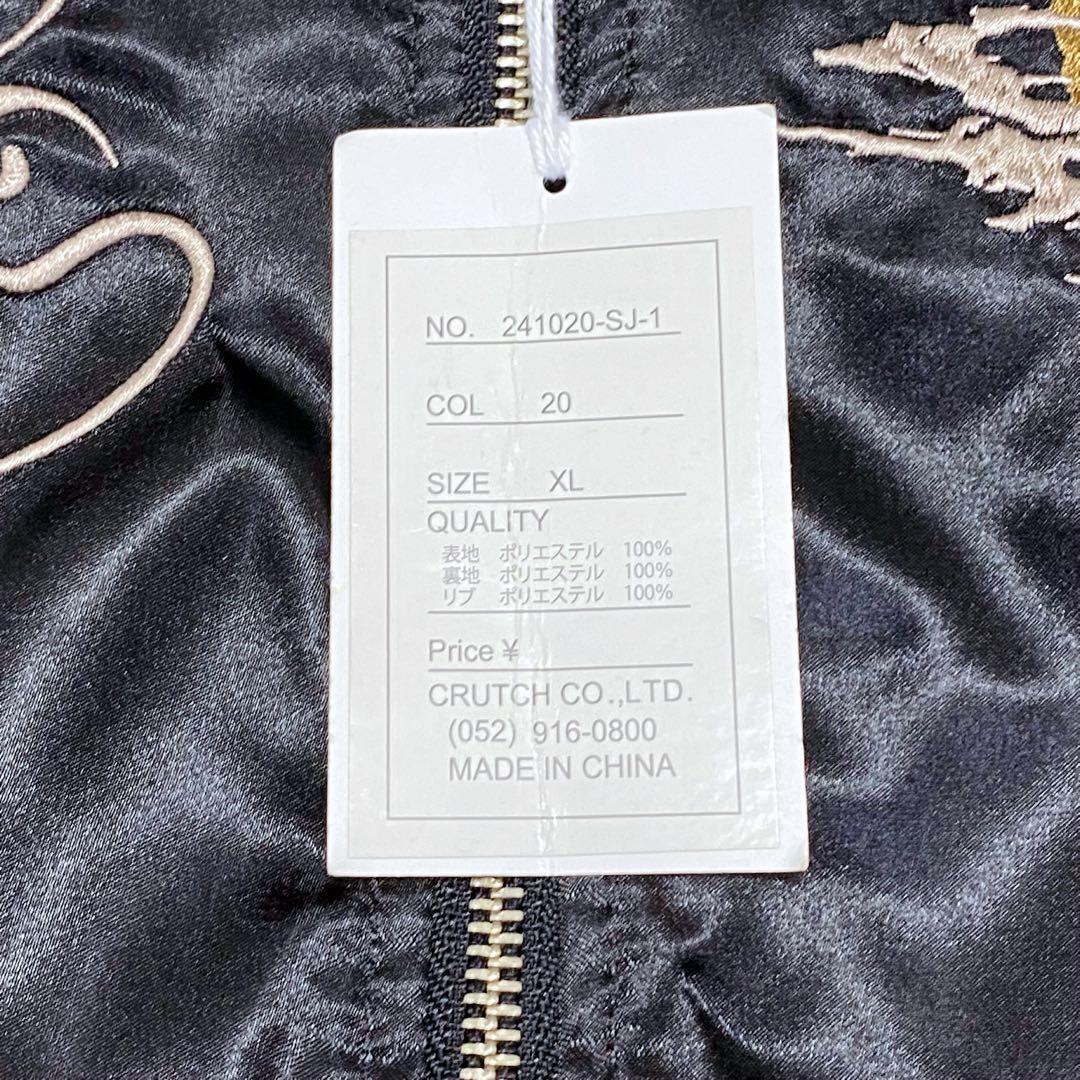 NO. 241020-SJ-1
COL 20
SIZE XL
QUALITY
表地 ポリエステル 100%
裏地 ポリエステル 100%
リブ ポリエステル 100%
Price ¥
CRUTCH CO.,LTD.
(052) 916-0800
MADE IN CHINA